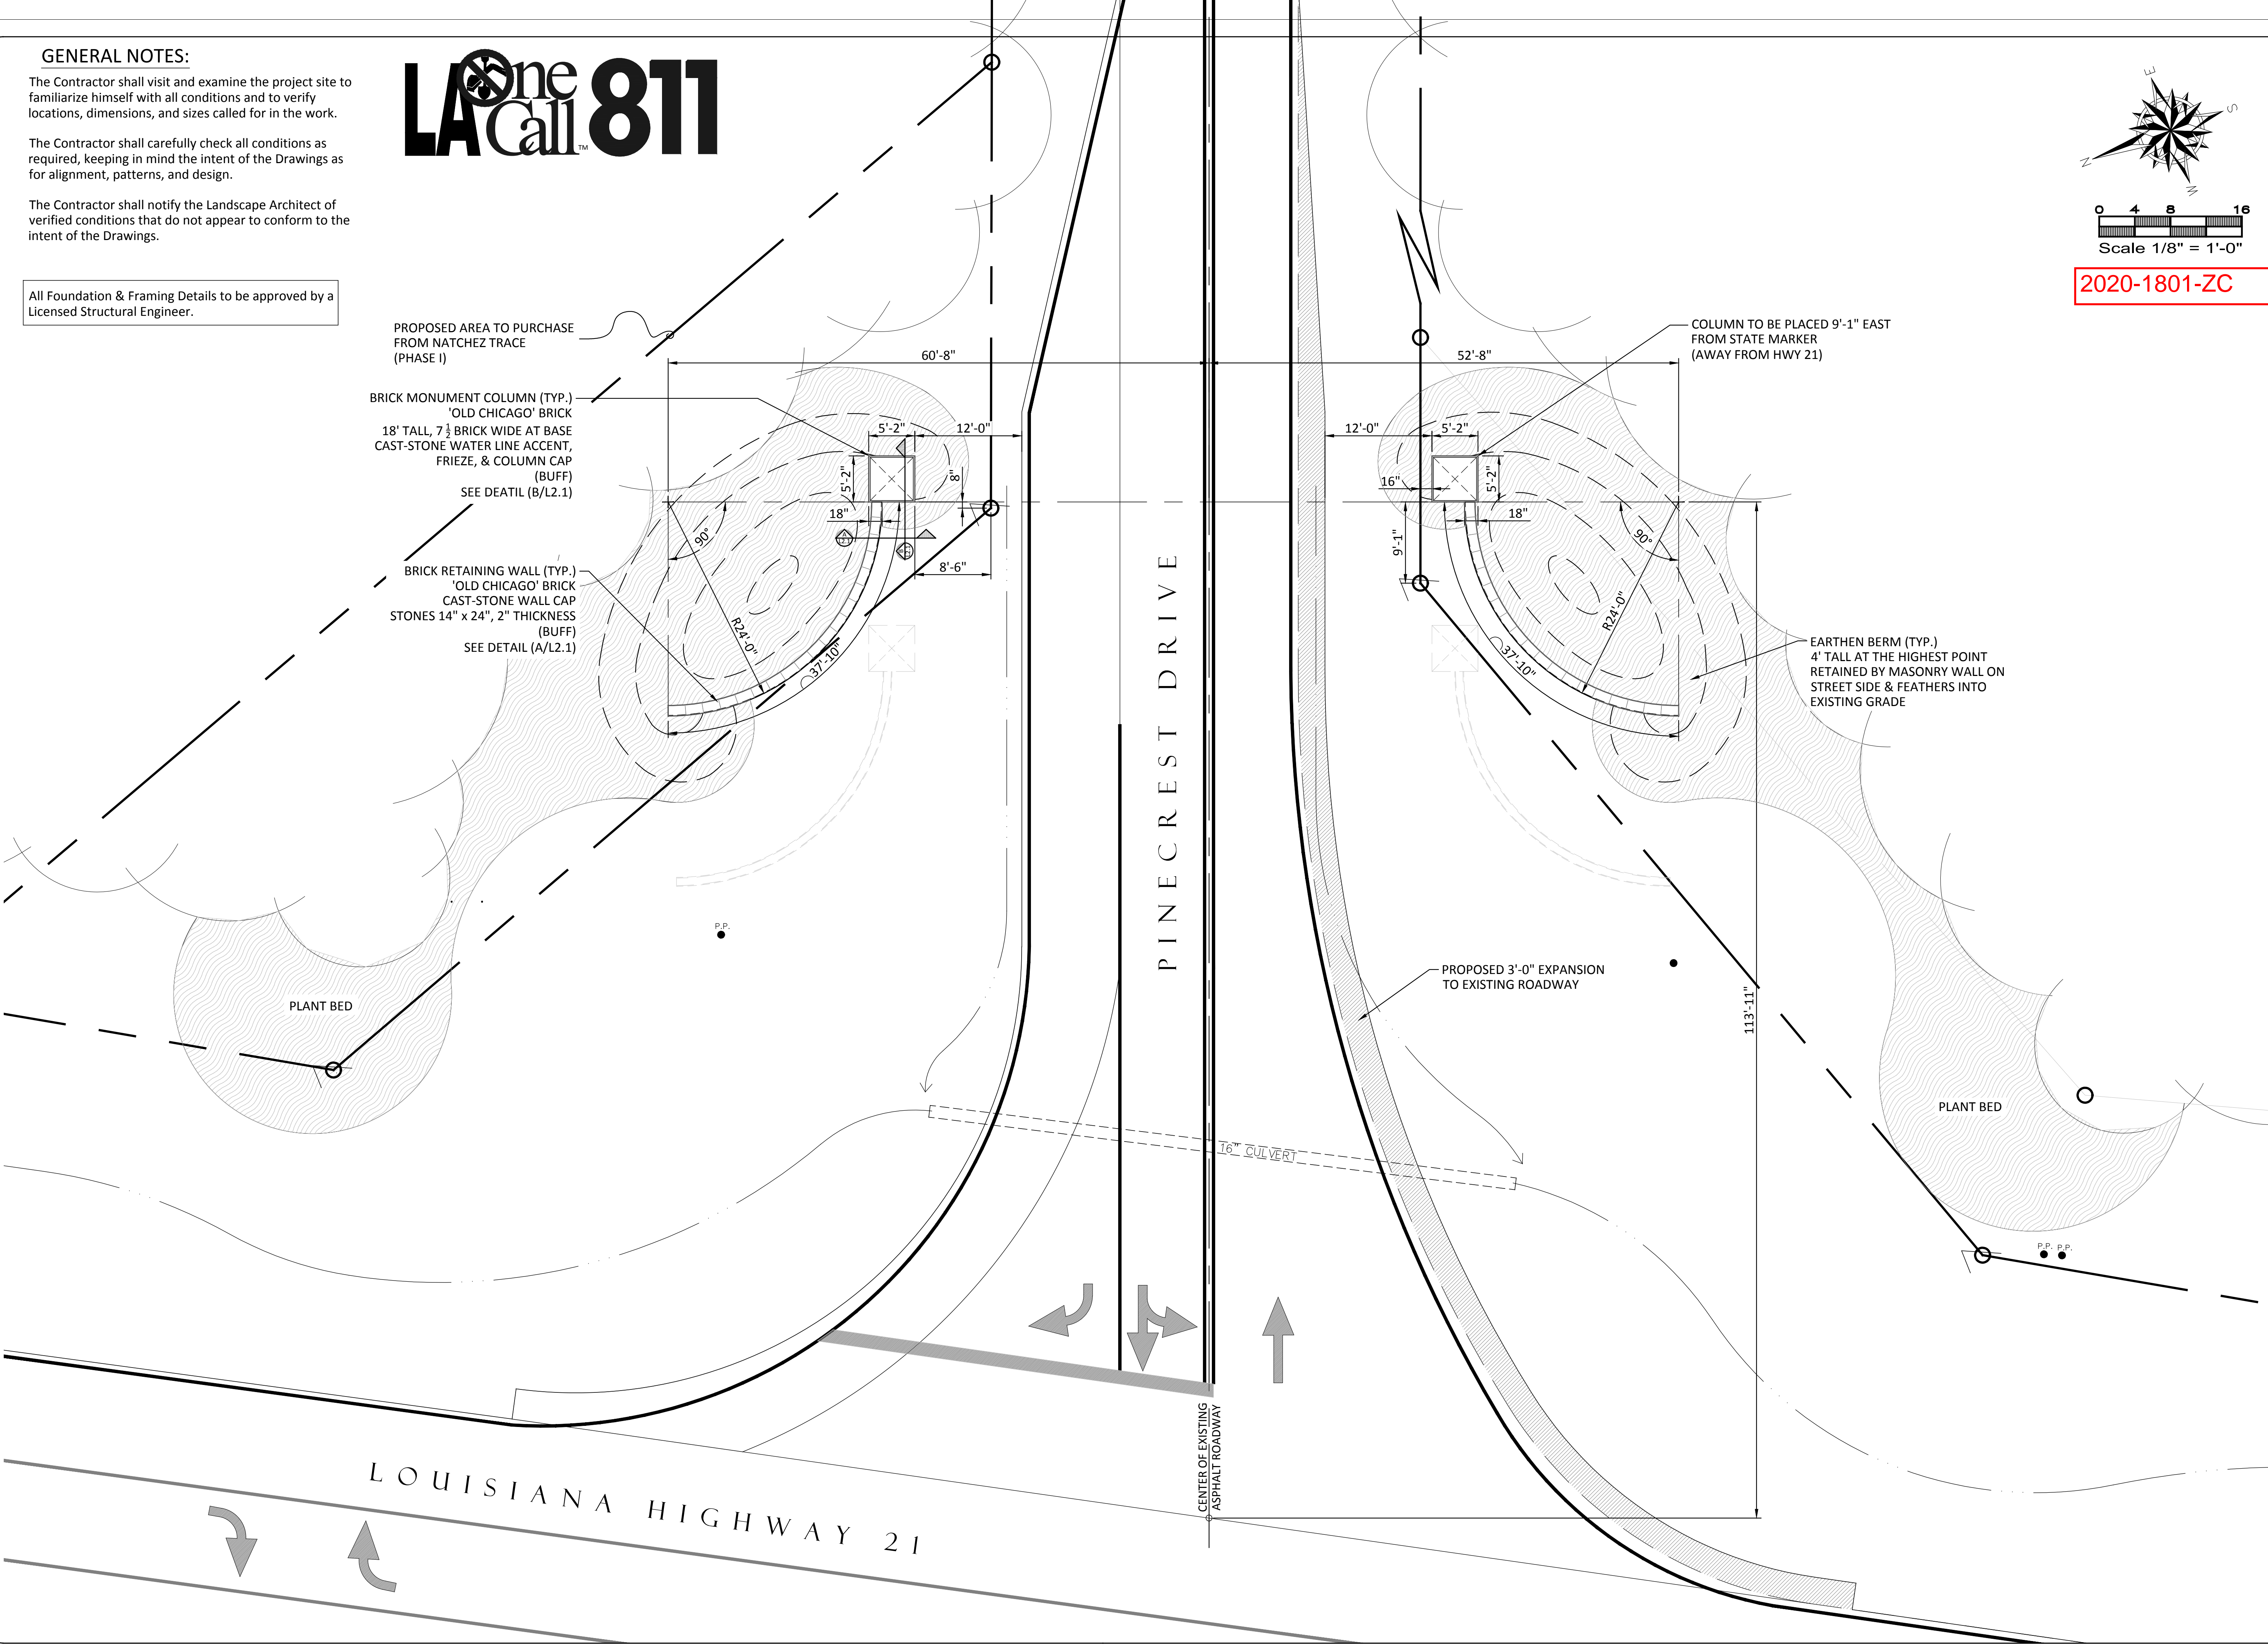 GENERAL NOTES:
The Contractor shall visit and examine the project site to
familiarize himself with all conditions and to verify
locations, dimensions, and sizes called for in the work.
The Contractor shall carefully check all conditions as
required, keeping in mind the intent of the Drawings as
for alignment, patterns, and design.
The Contractor shall notify the Landscape Architect of
verified conditions that do not appear to conform to the
intent of the Drawings.
All Foundation & Framing Details to be approved by a
Licensed Structural Engineer.
LA One Call™ 811
E
S
N
W
0 4 8 16
Scale 1/8" = 1'-0"
2020-1801-ZC
PROPOSED AREA TO PURCHASE
FROM NATCHEZ TRACE
(PHASE I)
60'-8"
52'-8"
COLUMN TO BE PLACED 9'-1" EAST
FROM STATE MARKER
(AWAY FROM HWY 21)
BRICK MONUMENT COLUMN (TYP.)
'OLD CHICAGO' BRICK
18' TALL, 7 1/2 BRICK WIDE AT BASE
CAST-STONE WATER LINE ACCENT,
FRIEZE, & COLUMN CAP
(BUFF)
SEE DEATIL (B/L2.1)
5'-2"
12'-0"
5'-2"
8"
18"
90°
8'-6"
R24'-0"
37'-10"
12'-0"
5'-2"
16"
5'-2"
18"
9'-1"
90°
R24'-0"
37'-10"
BRICK RETAINING WALL (TYP.)
'OLD CHICAGO' BRICK
CAST-STONE WALL CAP
STONES 14" x 24", 2" THICKNESS
(BUFF)
SEE DETAIL (A/L2.1)
EARTHEN BERM (TYP.)
4' TALL AT THE HIGHEST POINT
RETAINED BY MASONRY WALL ON
STREET SIDE & FEATHERS INTO
EXISTING GRADE
PINECREST DRIVE
P.P.
PROPOSED 3'-0" EXPANSION
TO EXISTING ROADWAY
113'-11"
PLANT BED
PLANT BED
16" CULVERT
P.P. P.P.
CENTER OF EXISTING
ASPHALT ROADWAY
LOUISIANA HIGHWAY 21